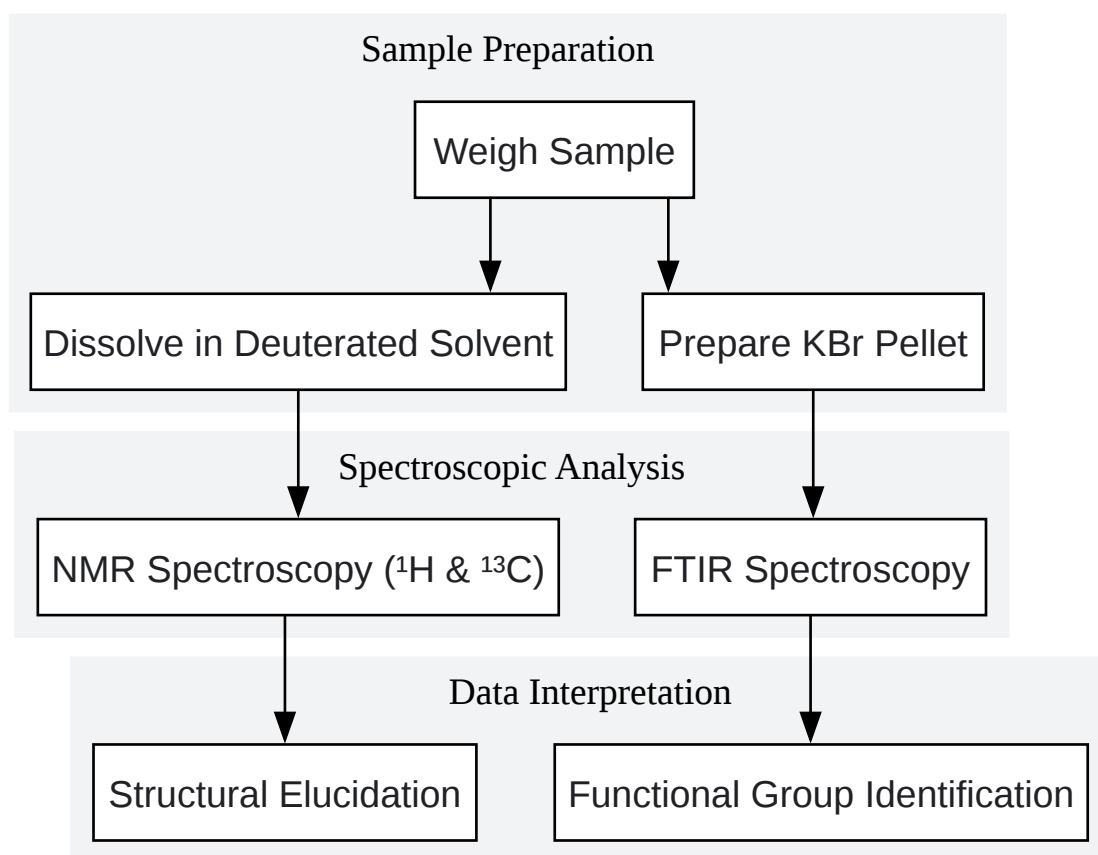 Sample Preparation
Weigh Sample
Dissolve in Deuterated Solvent
Prepare KBr Pellet
Spectroscopic Analysis
NMR Spectroscopy (¹H & ¹³C)
FTIR Spectroscopy
Data Interpretation
Structural Elucidation
Functional Group Identification